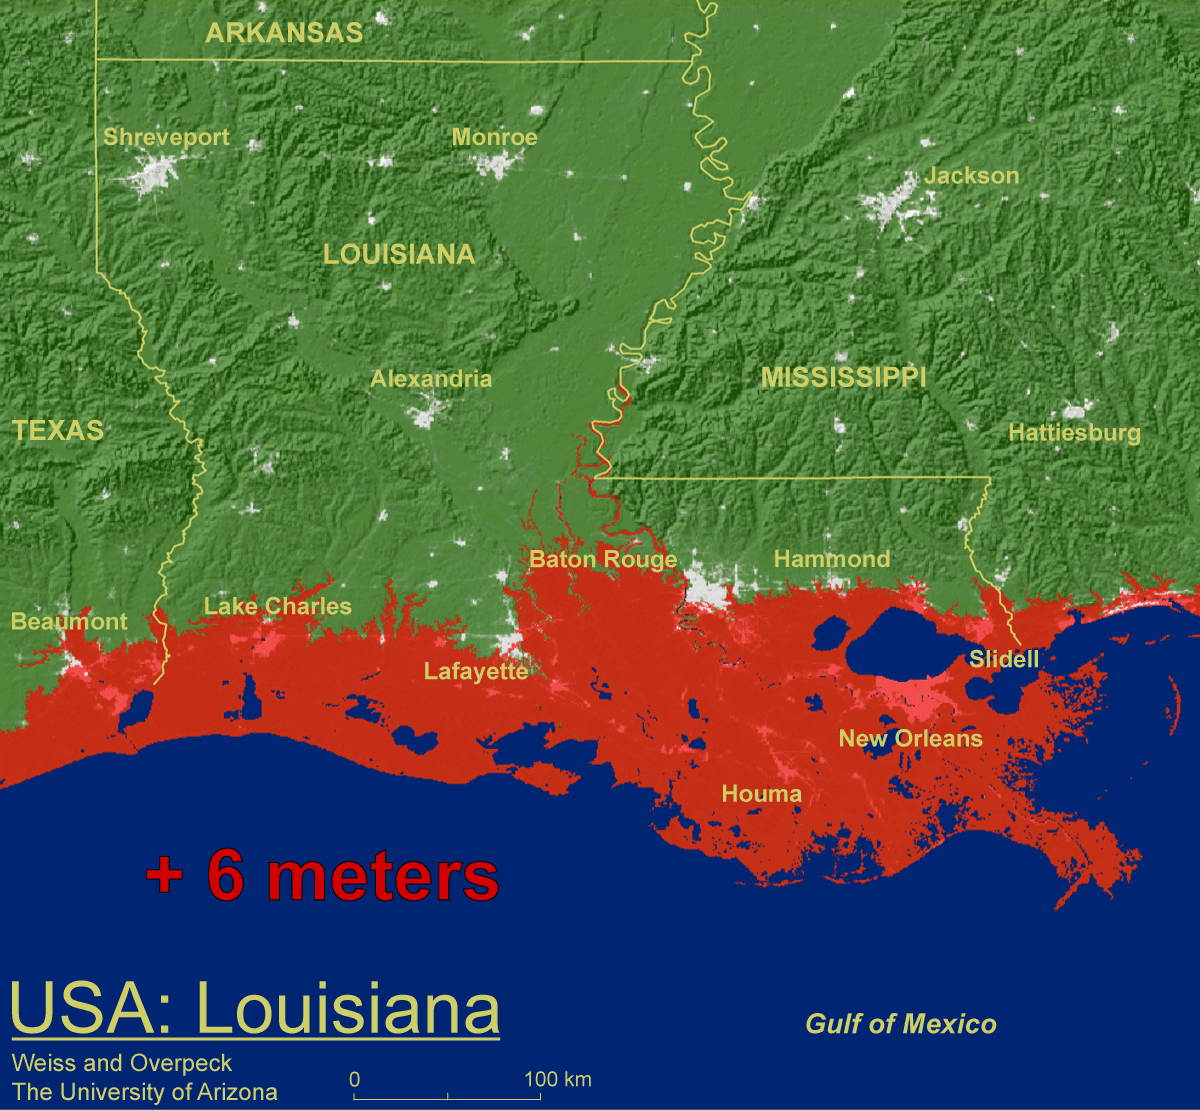 ARKANSAS
Shreveport
Monroe
Jackson
LOUISIANA
Alexandria
MISSISSIPPI
TEXAS
Hattiesburg
Baton Rouge
Hammond
Lake Charles
Beaumont
Slidell
Lafayette
New Orleans
Houma
+ 6 meters
USA: Louisiana
Gulf of Mexico
Weiss and Overpeck
The University of Arizona
0 100 km